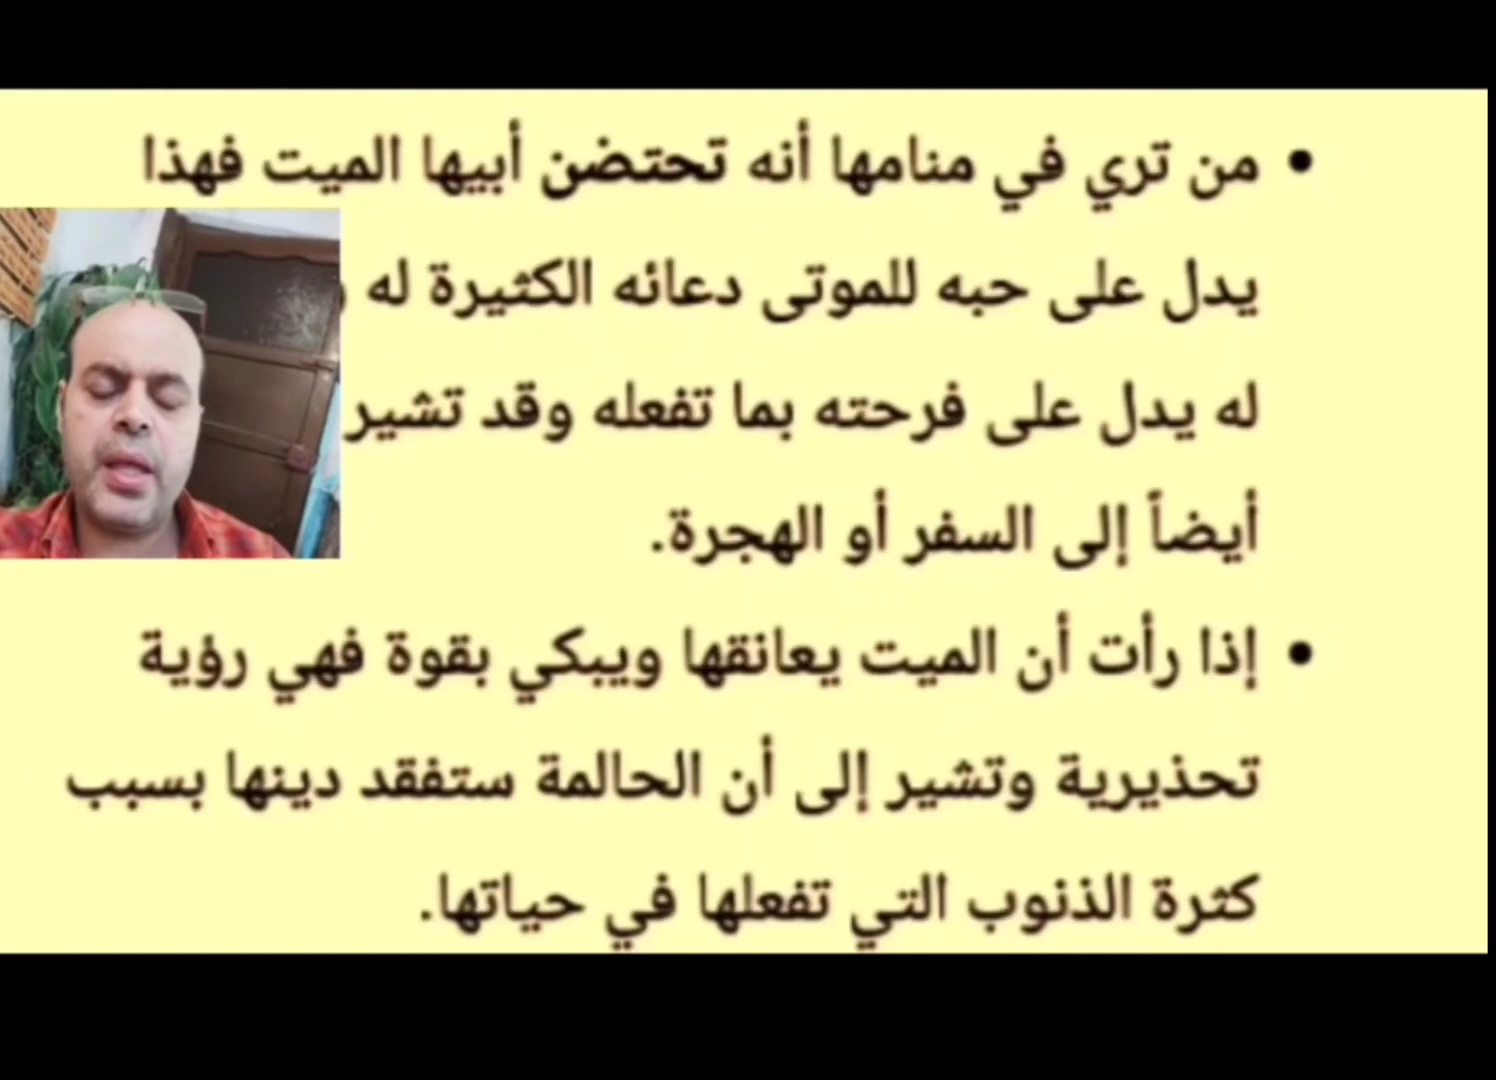 • من تري في منامها أنه تحتضن أبيها الميت فهذا
يدل على حبه للموتى دعائه الكثيرة له
له يدل على فرحته بما تفعله وقد تشير
أيضاً إلى السفر أو الهجرة.
• إذا رأت أن الميت يعانقها ويبكي بقوة فهي رؤية
تحذيرية وتشير إلى أن الحالمة ستفقد دينها بسبب
كثرة الذنوب التي تفعلها في حياتها.